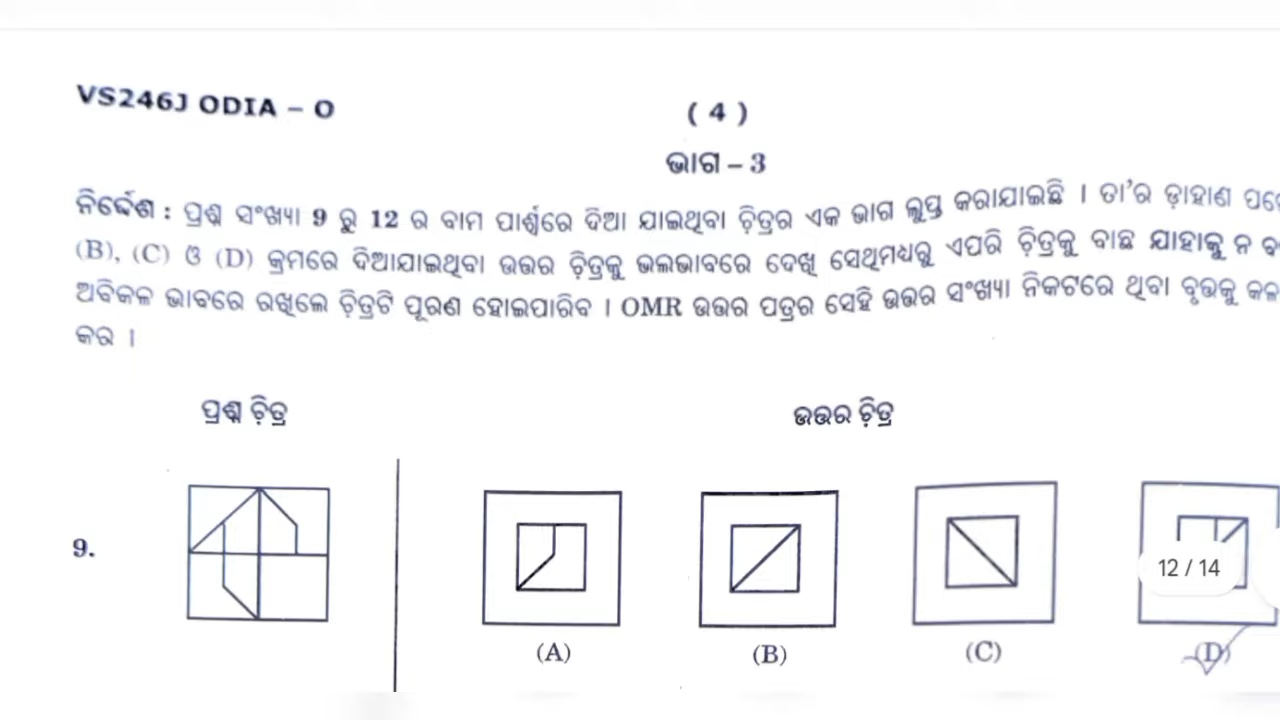 VS246J ODIA – O
( 4 )
ଭାଗ – 3
ନିର୍ଦ୍ଦେଶ : ପ୍ରଶ୍ନ ସଂଖ୍ୟା 9 ରୁ 12 ର ବାମ ପାର୍ଶ୍ୱରେ ଦିଆ ଯାଇଥିବା ଚିତ୍ରର ଏକ ଭାଗ ଲୁପ୍ତ କରାଯାଇଛି । ତା’ର ଡ଼ାହାଣ
(B), (C) ଓ (D) କ୍ରମରେ ଦିଆଯାଇଥିବା ଉତ୍ତର ଚିତ୍ରକୁ ଭଲଭାବରେ ଦେଖି ସେଥିମଧ୍ୟରୁ ଏପରି ଚିତ୍ରକୁ ବାଛ ଯାହାକୁ ନ
ଅବିକଳ ଭାବରେ ରଖିଲେ ଚିତ୍ରଟି ପୂରଣ ହୋଇପାରିବ । OMR ଉତ୍ତର ପତ୍ରର ସେହି ଉତ୍ତର ସଂଖ୍ୟା ନିକଟରେ ଥିବା ବୃତ୍ତକୁ
କର ।
ପ୍ରଶ୍ନ ଚିତ୍ର
ଉତ୍ତର ଚିତ୍ର
9.
12 / 14
(A) (B) (C) (D)